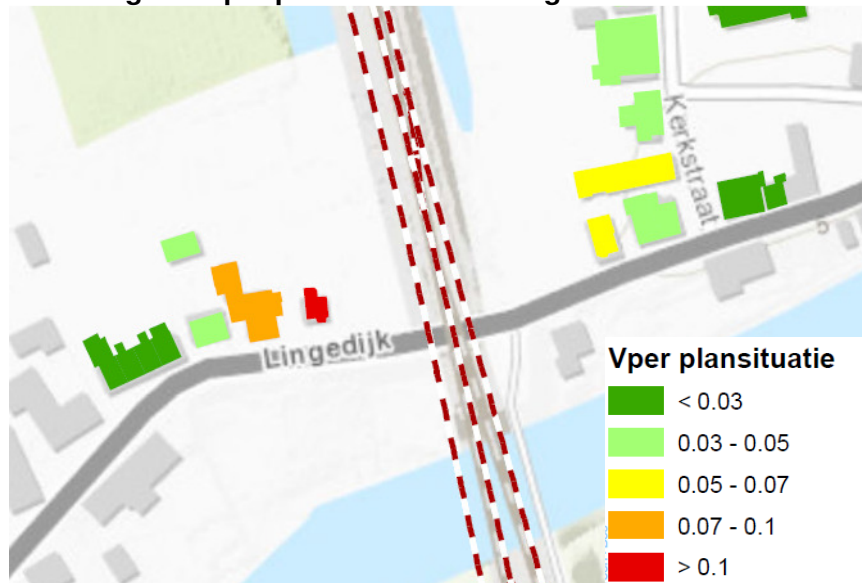 Kerkstraat
Lingedijk
Vper plansituatie
< 0.03
0.03 - 0.05
0.05 - 0.07
0.07 - 0.1
> 0.1